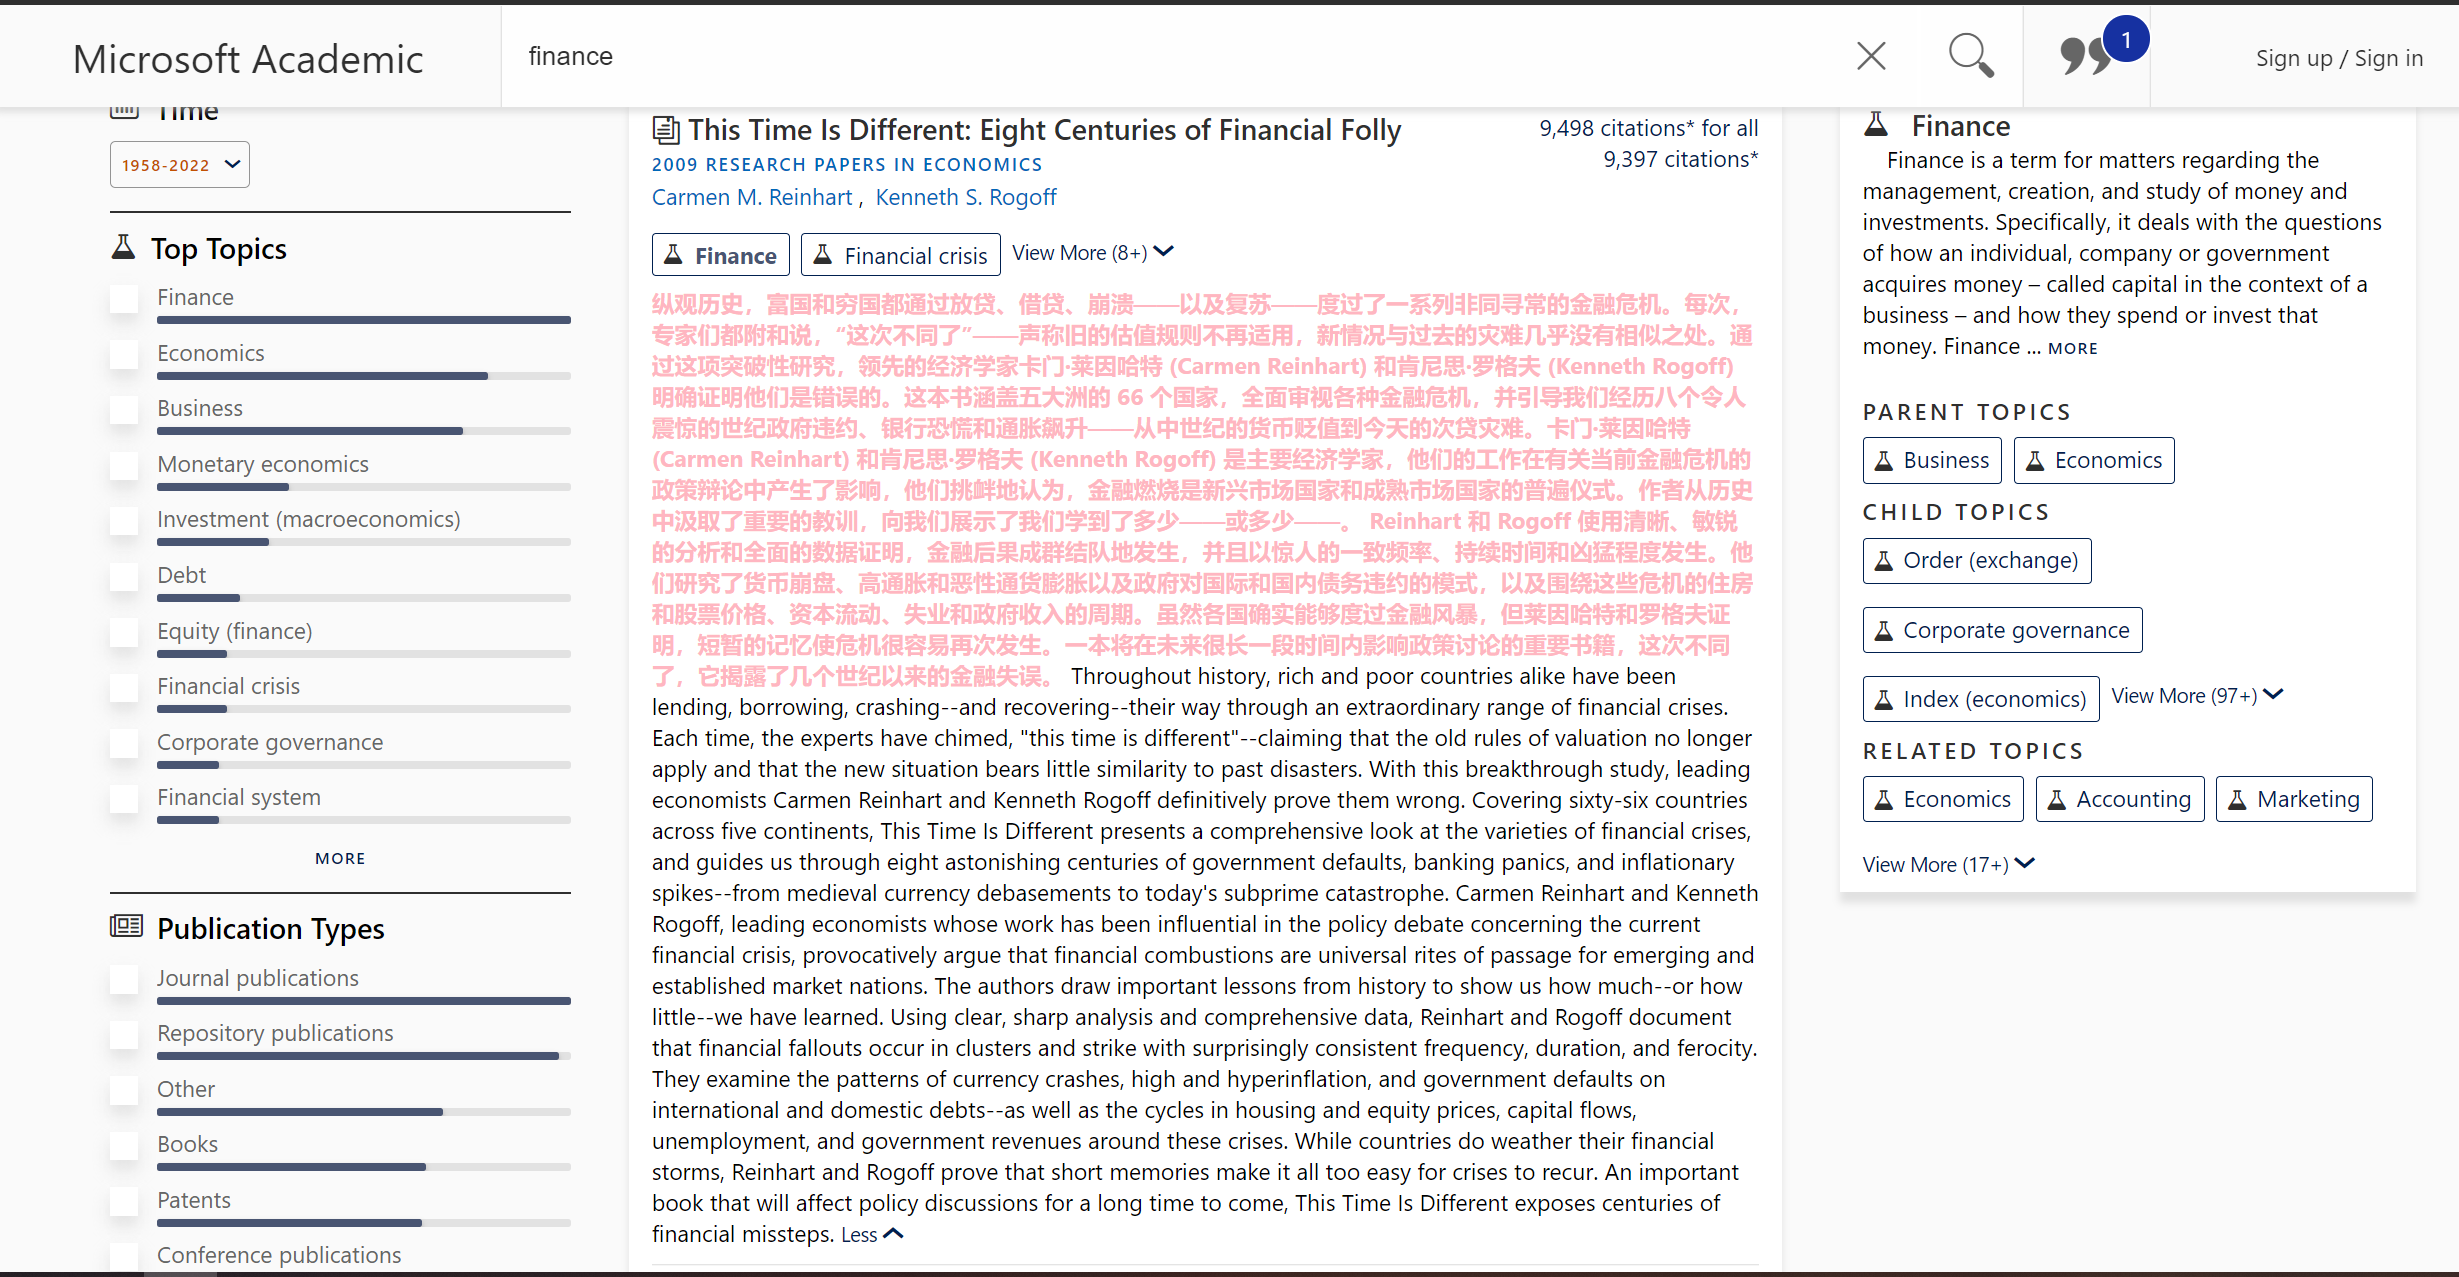 Microsoft Academic
finance
1
Sign up / Sign in
Time
1958-2022
Top Topics
Finance
Economics
Business
Monetary economics
Investment (macroeconomics)
Debt
Equity (finance)
Financial crisis
Corporate governance
Financial system
MORE
Publication Types
Journal publications
Repository publications
Other
Books
Patents
Conference publications
This Time Is Different: Eight Centuries of Financial Folly
9,498 citations* for all
9,397 citations*
2009 RESEARCH PAPERS IN ECONOMICS
Carmen M. Reinhart , Kenneth S. Rogoff
Finance
Financial crisis
View More (8+)
纵观历史，富国和穷国都通过放贷、借贷、崩溃——以及复苏——度过了一系列非同寻常的金融危机。每次，
专家们都附和说，“这次不同了”——声称旧的估值规则不再适用，新情况与过去的灾难几乎没有相似之处。通
过这项突破性研究，领先的经济学家卡门·莱因哈特 (Carmen Reinhart) 和肯尼思·罗格夫 (Kenneth Rogoff)
明确证明他们是错误的。这本书涵盖五大洲的 66 个国家，全面审视各种金融危机，并引导我们经历八个令人
震惊的世纪政府违约、银行恐慌和通胀飙升——从中世纪的货币贬值到今天的次贷灾难。卡门·莱因哈特
(Carmen Reinhart) 和肯尼思·罗格夫 (Kenneth Rogoff) 是主要经济学家，他们的工作在有关当前金融危机的
政策辩论中产生了影响，他们挑衅地认为，金融燃烧是新兴市场国家和成熟市场国家的普遍仪式。作者从历史
中汲取了重要的教训，向我们展示了我们学到了多少——或多少——。 Reinhart 和 Rogoff 使用清晰、敏锐
的分析和全面的数据证明，金融后果成群结队地发生，并且以惊人的一致频率、持续时间和凶猛程度发生。他
们研究了货币崩盘、高通胀和恶性通货膨胀以及政府对国际和国内债务违约的模式，以及围绕这些危机的住房
和股票价格、资本流动、失业和政府收入的周期。虽然各国确实能够度过金融风暴，但莱因哈特和罗格夫证
明，短暂的记忆使危机很容易再次发生。一本将在未来很长一段时间内影响政策讨论的重要书籍，这次不同
了，它揭露了几个世纪以来的金融失误。 Throughout history, rich and poor countries alike have been
lending, borrowing, crashing--and recovering--their way through an extraordinary range of financial crises.
Each time, the experts have chimed, "this time is different"--claiming that the old rules of valuation no longer
apply and that the new situation bears little similarity to past disasters. With this breakthrough study, leading
economists Carmen Reinhart and Kenneth Rogoff definitively prove them wrong. Covering sixty-six countries
across five continents, This Time Is Different presents a comprehensive look at the varieties of financial crises,
and guides us through eight astonishing centuries of government defaults, banking panics, and inflationary
spikes--from medieval currency debasements to today's subprime catastrophe. Carmen Reinhart and Kenneth
Rogoff, leading economists whose work has been influential in the policy debate concerning the current
financial crisis, provocatively argue that financial combustions are universal rites of passage for emerging and
established market nations. The authors draw important lessons from history to show us how much--or how
little--we have learned. Using clear, sharp analysis and comprehensive data, Reinhart and Rogoff document
that financial fallouts occur in clusters and strike with surprisingly consistent frequency, duration, and ferocity.
They examine the patterns of currency crashes, high and hyperinflation, and government defaults on
international and domestic debts--as well as the cycles in housing and equity prices, capital flows,
unemployment, and government revenues around these crises. While countries do weather their financial
storms, Reinhart and Rogoff prove that short memories make it all too easy for crises to recur. An important
book that will affect policy discussions for a long time to come, This Time Is Different exposes centuries of
financial missteps. Less
Finance
Finance is a term for matters regarding the
management, creation, and study of money and
investments. Specifically, it deals with the questions
of how an individual, company or government
acquires money – called capital in the context of a
business – and how they spend or invest that
money. Finance ... MORE
PARENT TOPICS
Business
Economics
CHILD TOPICS
Order (exchange)
Corporate governance
Index (economics)
View More (97+)
RELATED TOPICS
Economics
Accounting
Marketing
View More (17+)